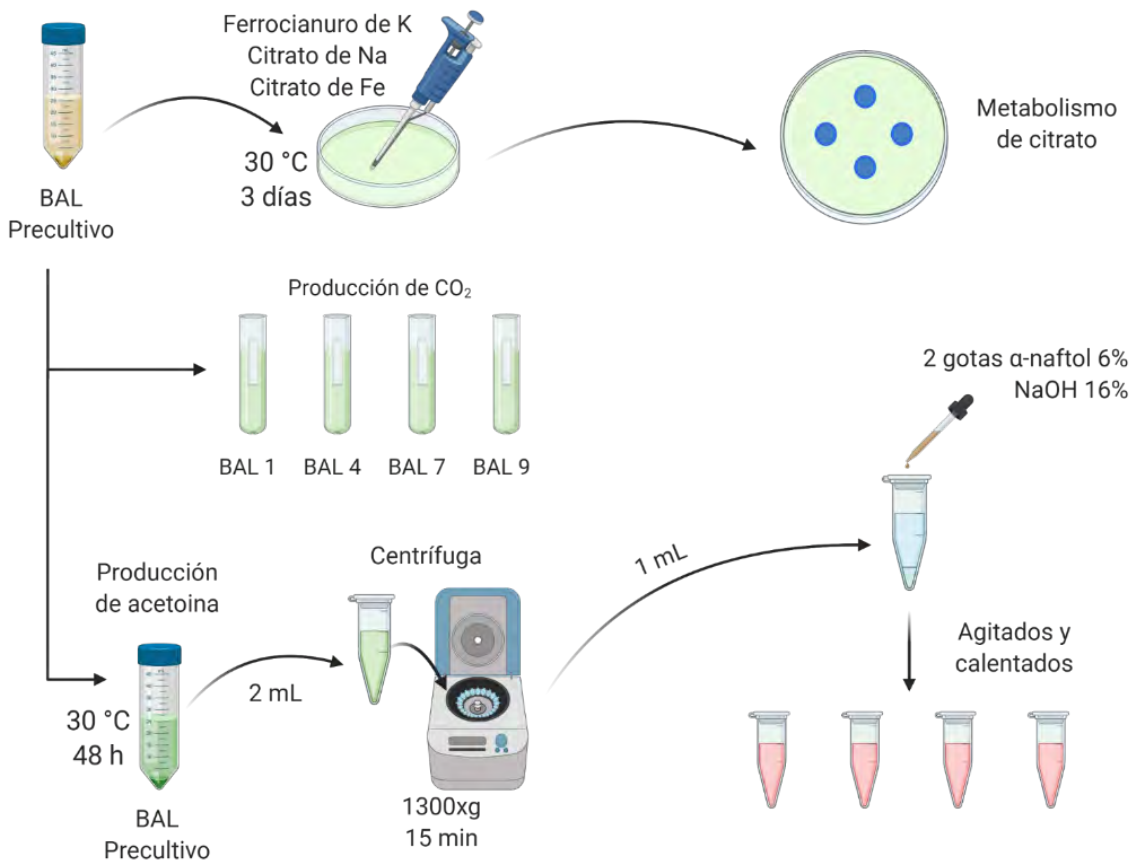 Ferrocianuro de K
Citrato de Na
Citrato de Fe
30 °C
3 días
BAL
Precultivo
Metabolismo
de citrato
Producción de CO₂
BAL 1
BAL 4
BAL 7
BAL 9
2 gotas α-naftol 6%
NaOH 16%
Producción
de acetoina
30 °C
48 h
BAL
Precultivo
2 mL
Centrífuga
1300xg
15 min
1 mL
Agitados y
calentados